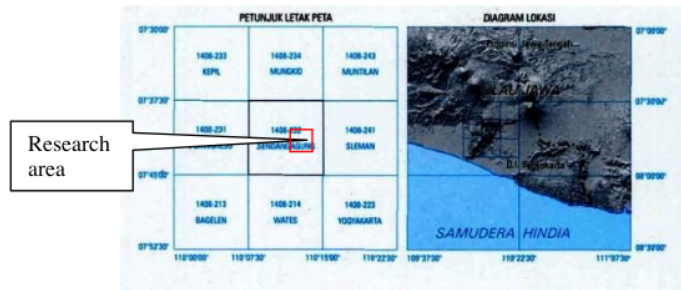 PETUNJUK LETAK PETA
DIAGRAM LOKASI
07°30'00"
07°00'00"
1408-233
KEPIL
1408-234
MUNGKID
1408-243
MUNTILAN
Propinsi Jawa Tengah
PULAU JAWA
07°37'30"
07°30'00"
Research
area
1408-231
1408-232
SENDANGAGUNG
1408-241
SLEMAN
D.I. Yogyakarta
07°45'00"
08°00'00"
1408-213
BAGELEN
1408-214
WATES
1408-223
YOGYAKARTA
SAMUDERA HINDIA
07°52'30"
08°30'00"
110°00'00"
110°07'30"
110°15'00"
110°22'30"
109°37'30"
110°22'30"
111°07'30"